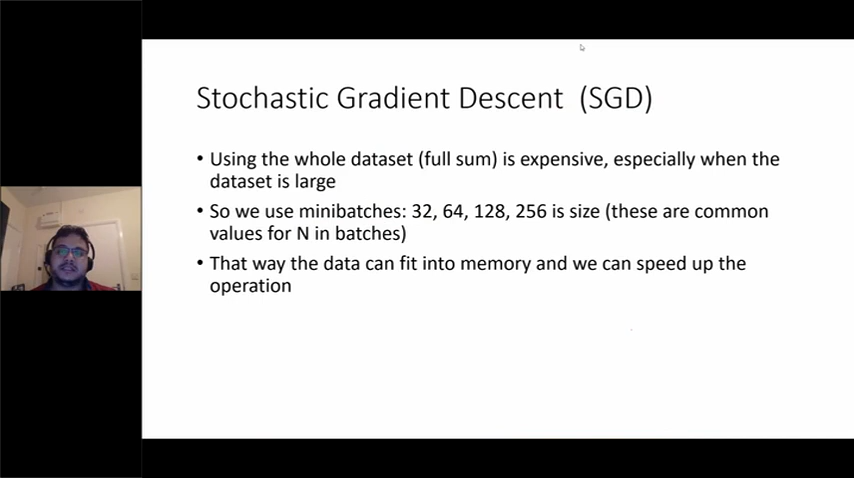 Stochastic Gradient Descent (SGD)
• Using the whole dataset (full sum) is expensive, especially when the
dataset is large
• So we use minibatches: 32, 64, 128, 256 is size (these are common
values for N in batches)
• That way the data can fit into memory and we can speed up the
operation